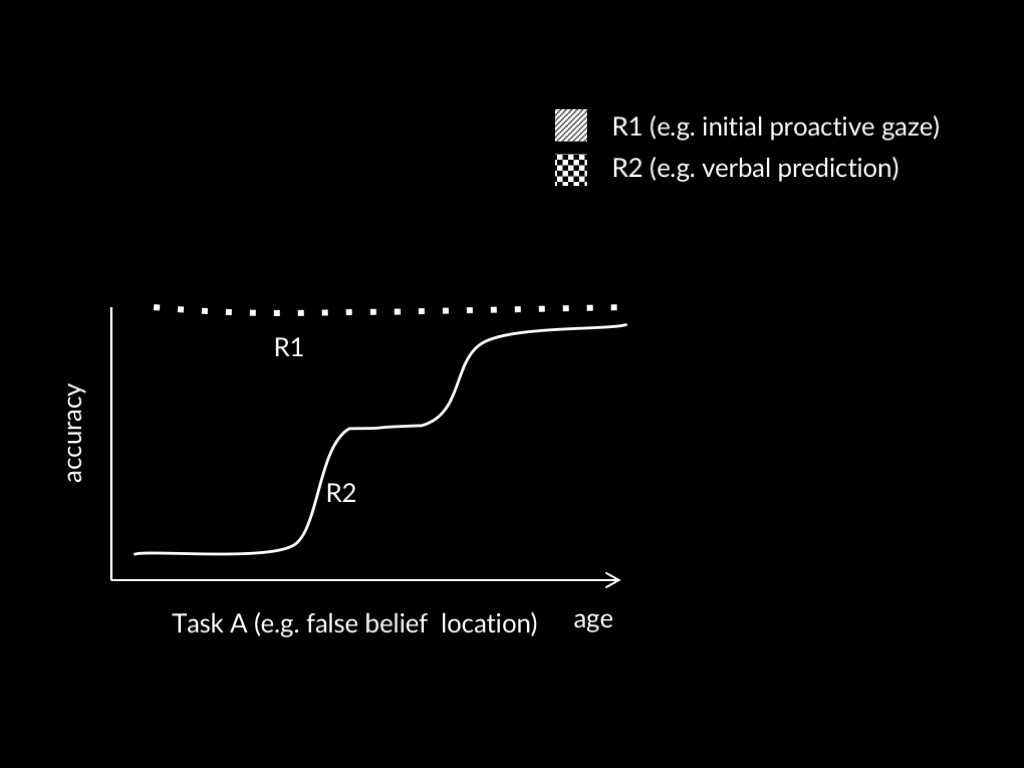 R1 (e.g. initial proactive gaze)
R2 (e.g. verbal prediction)
R1
accuracy
R2
Task A (e.g. false belief  location)
age